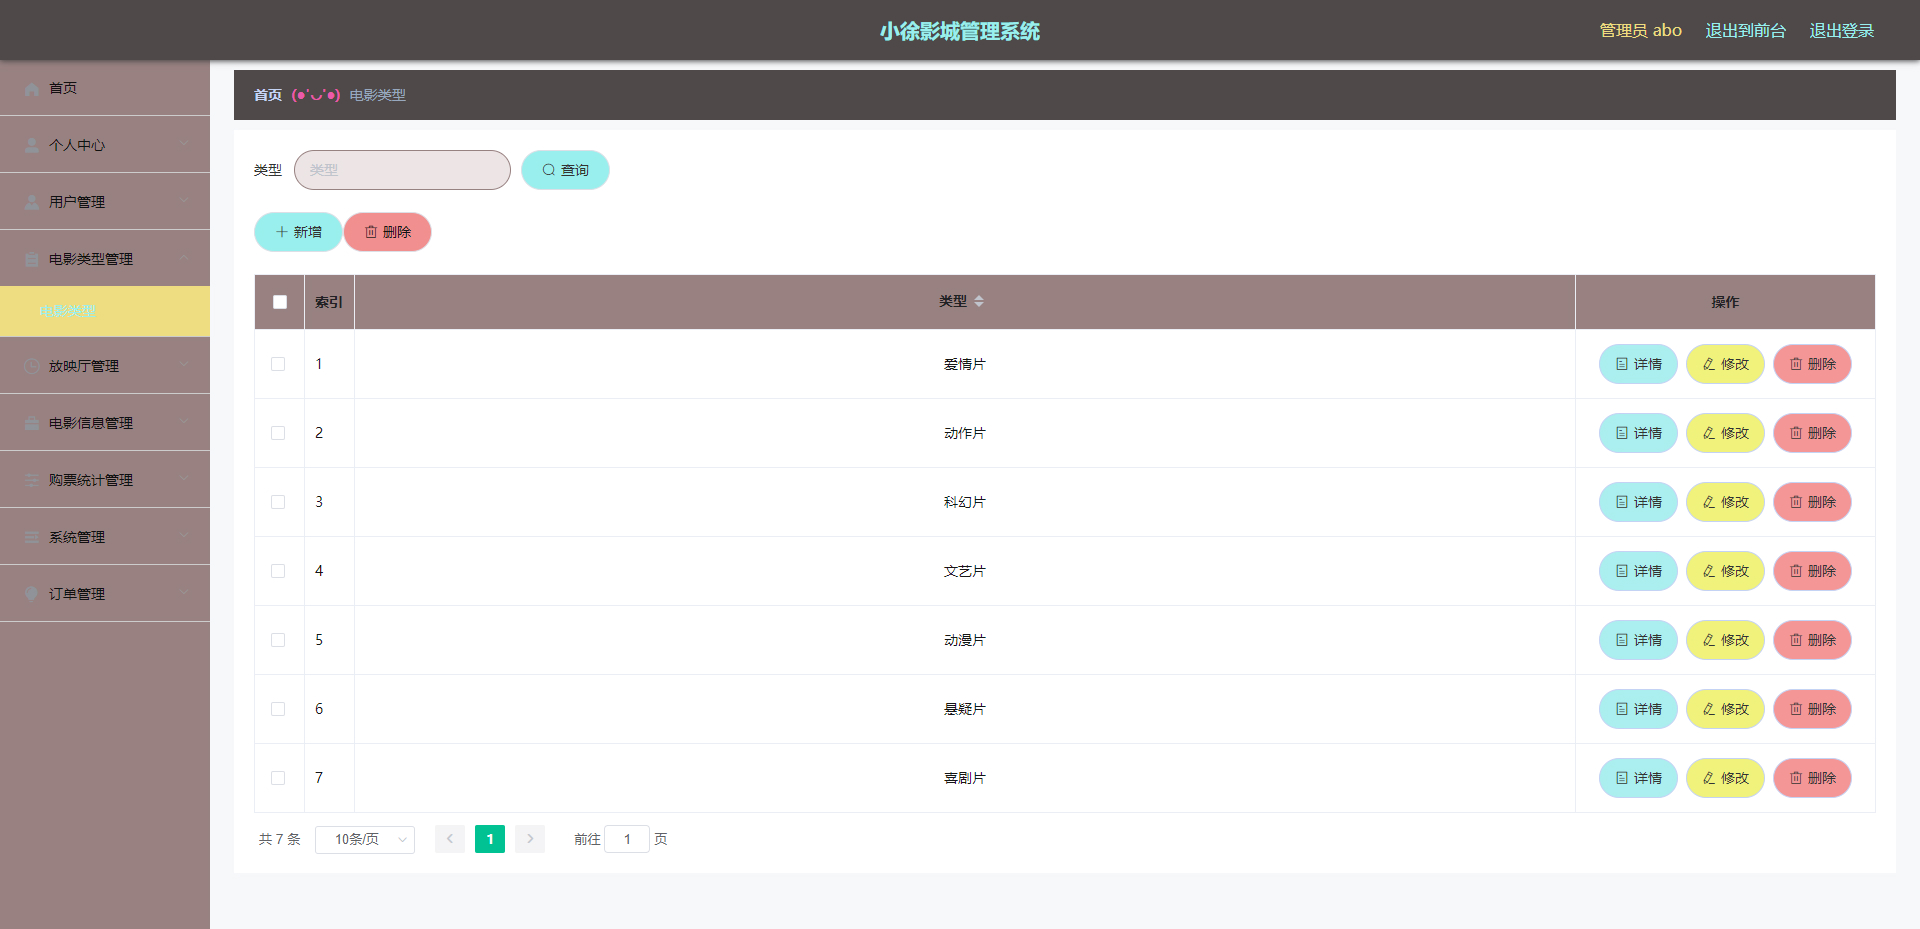 小徐影城管理系统
管理员 abo 退出到前台 退出登录
首页
个人中心
用户管理
电影类型管理
电影类型
放映厅管理
电影信息管理
购票统计管理
系统管理
订单管理
首页 (●'◡'●) 电影类型
类型 类型 查询
新增 删除
索引 类型 操作
1 爱情片 详情 修改 删除
2 动作片 详情 修改 删除
3 科幻片 详情 修改 删除
4 文艺片 详情 修改 删除
5 动漫片 详情 修改 删除
6 悬疑片 详情 修改 删除
7 喜剧片 详情 修改 删除
共 7 条 10条/页 1 前往 1 页